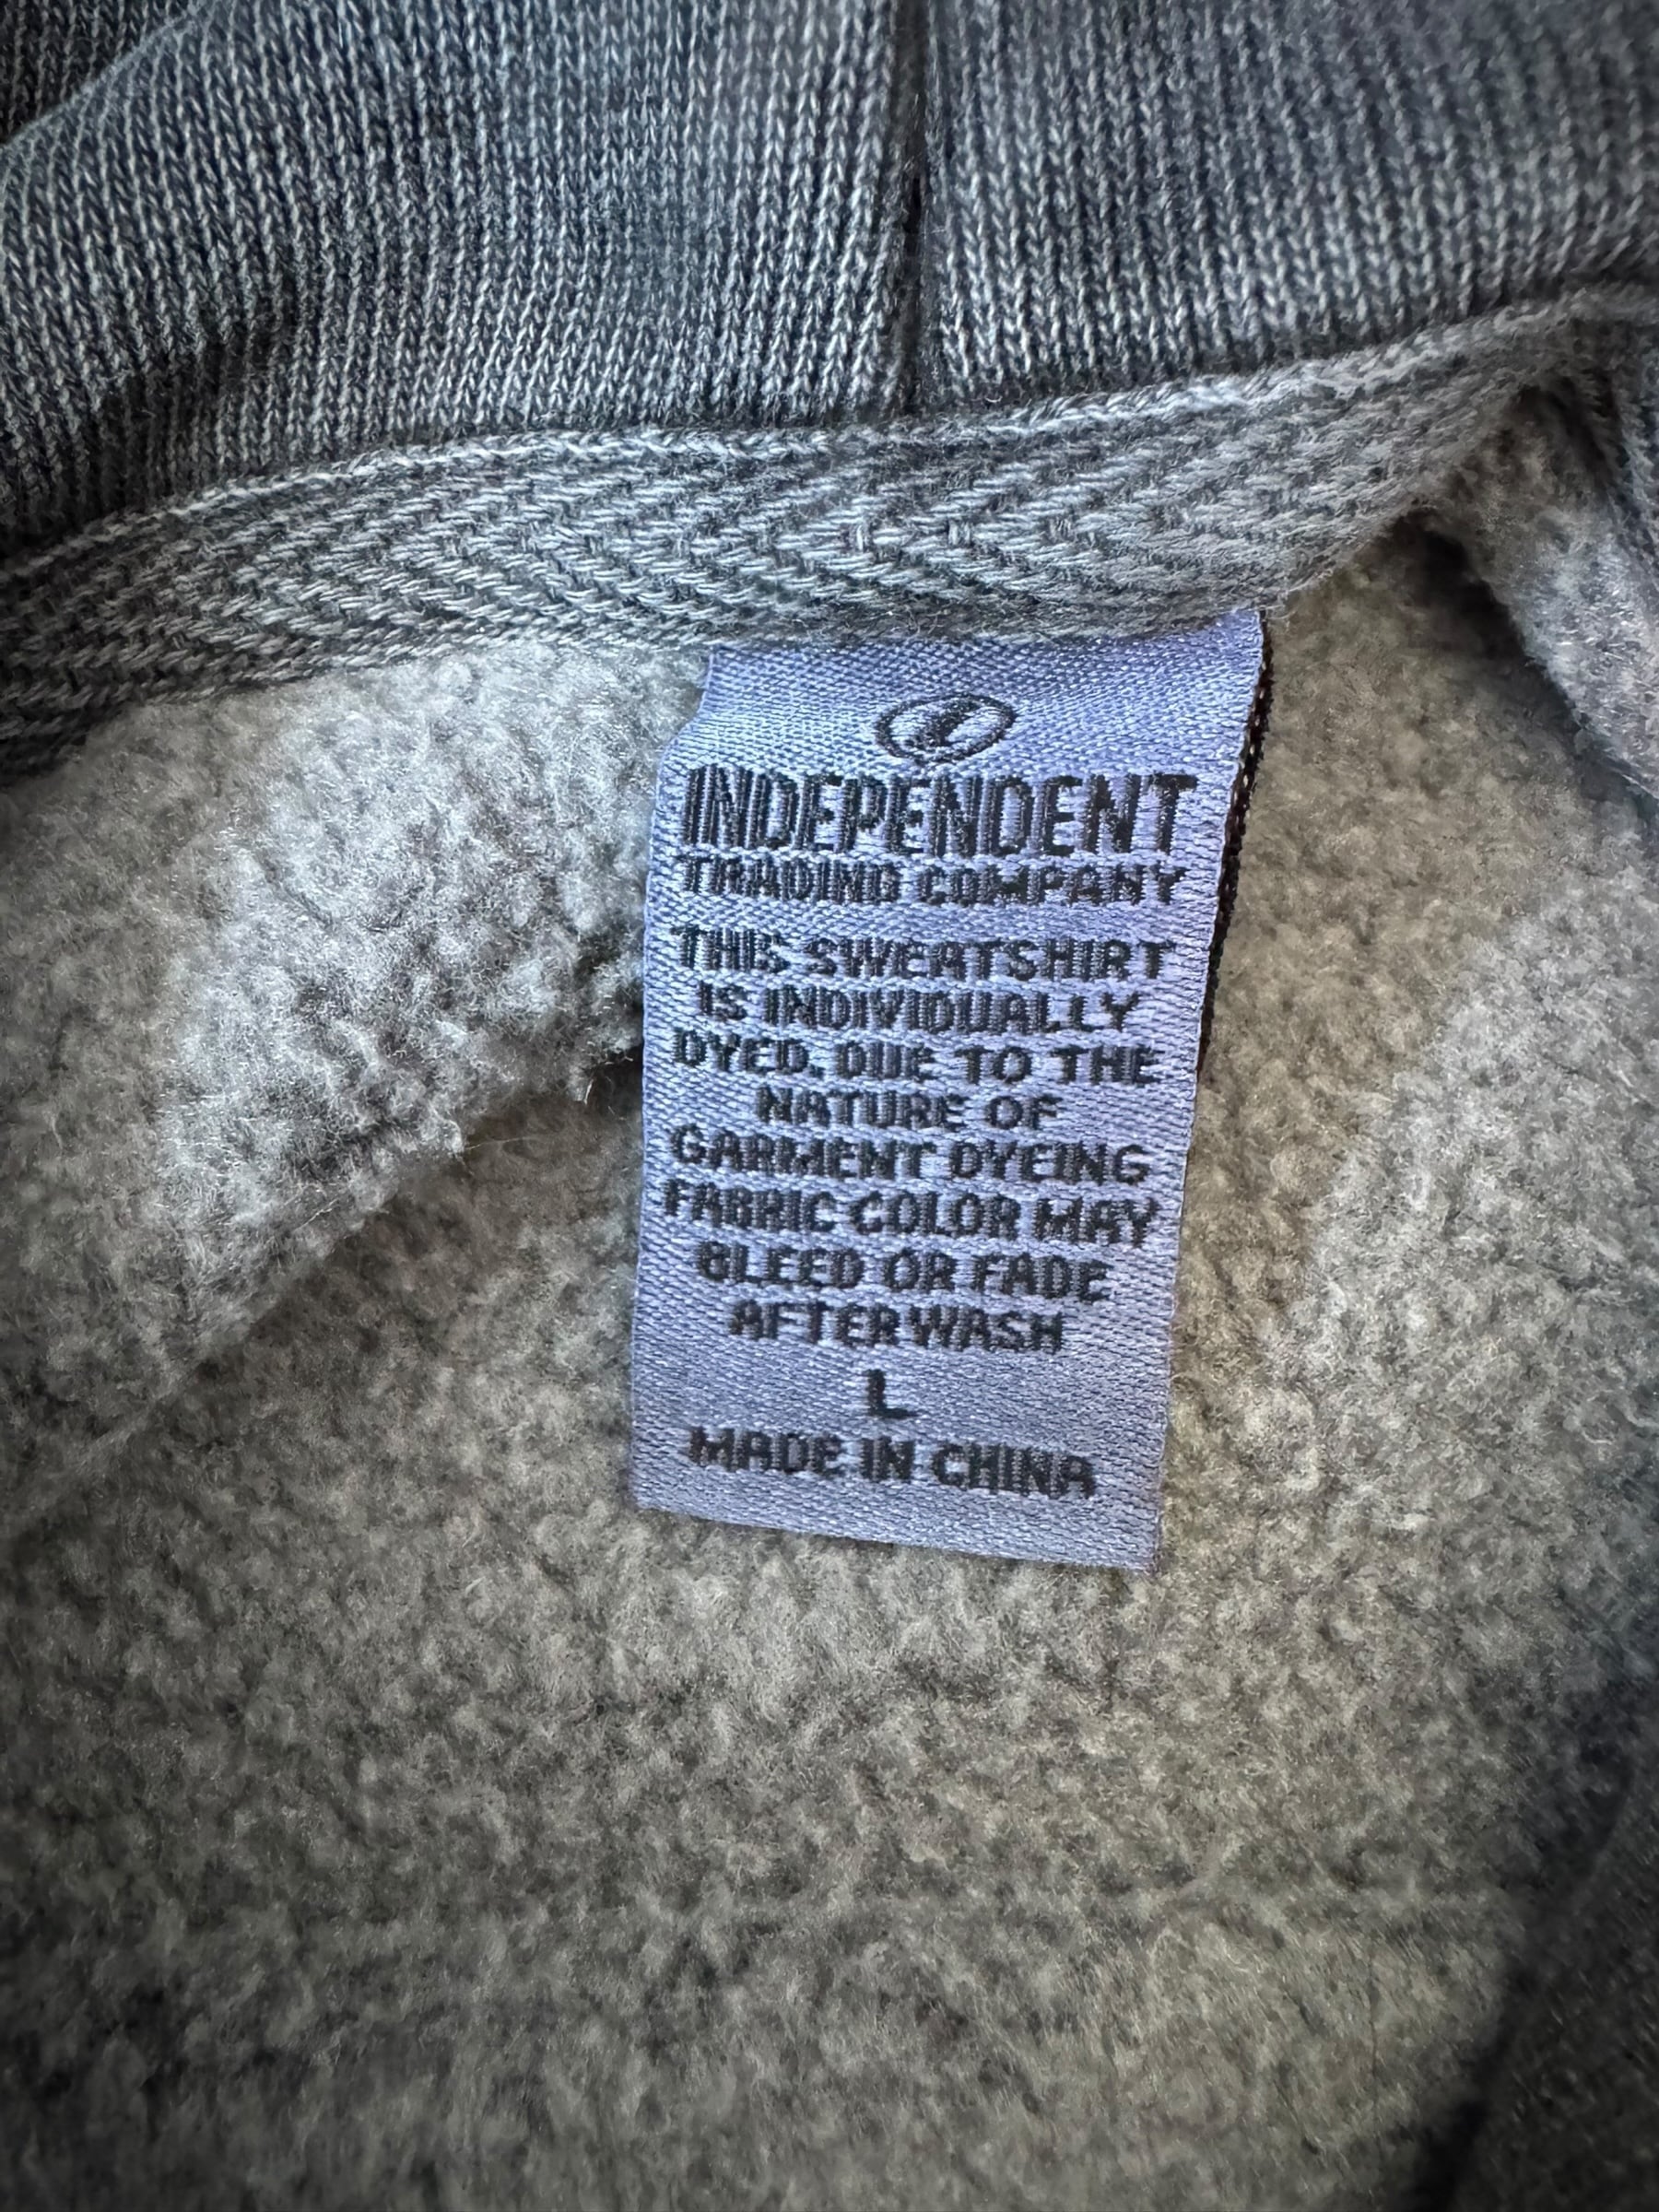 INDEPENDENT
TRADING COMPANY
THIS SWEATSHIRT
IS INDIVIDUALLY
DYED. DUE TO THE
NATURE OF
GARMENT DYEING
FABRIC COLOR MAY
BLEED OR FADE
AFTER WASH
L
MADE IN CHINA